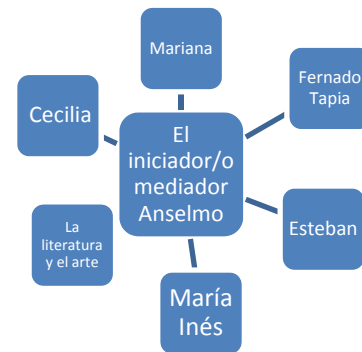 Mariana
Fernado
Tapia
Cecilia
El
iniciador/o
mediador
Anselmo
Esteban
La
literatura
y el arte
María
Inés